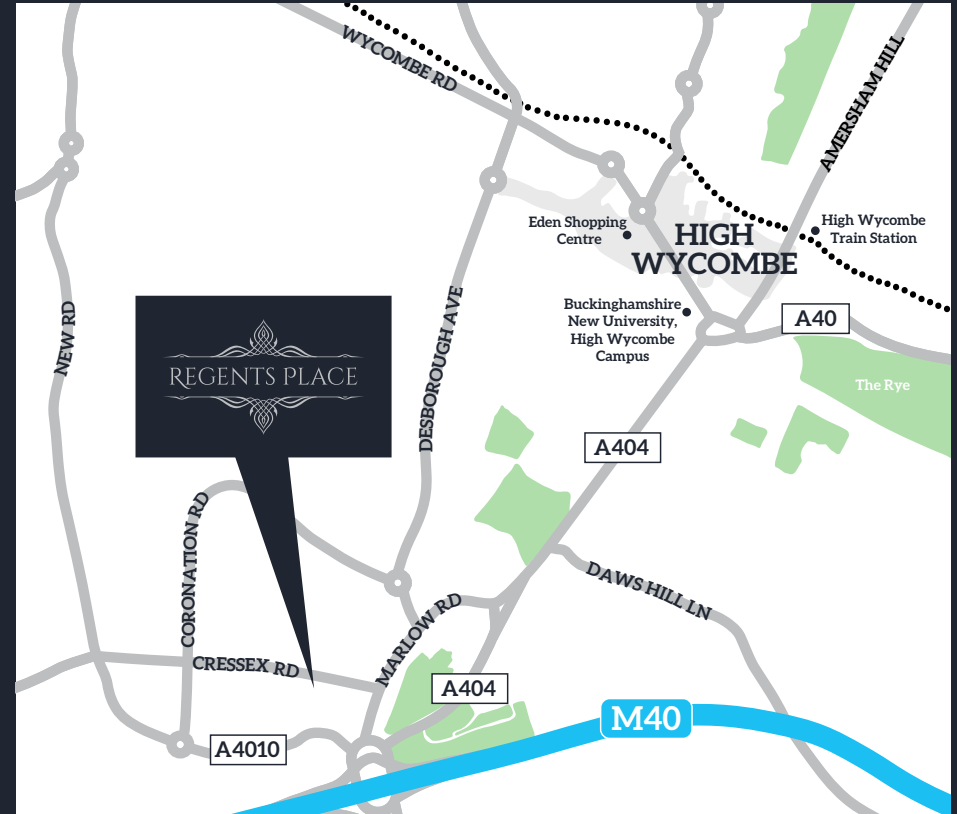 WYCOMBE RD
AMERSHAM HILL
Eden Shopping
Centre
HIGH
WYCOMBE
High Wycombe
Train Station
Buckinghamshire
New University,
High Wycombe
Campus
A40
NEW RD
REGENTS PLACE
DESBOROUGH AVE
The Rye
A404
CORONATION RD
DAWS HILL LN
MARLOW RD
CRESSEX RD
A404
M40
A4010